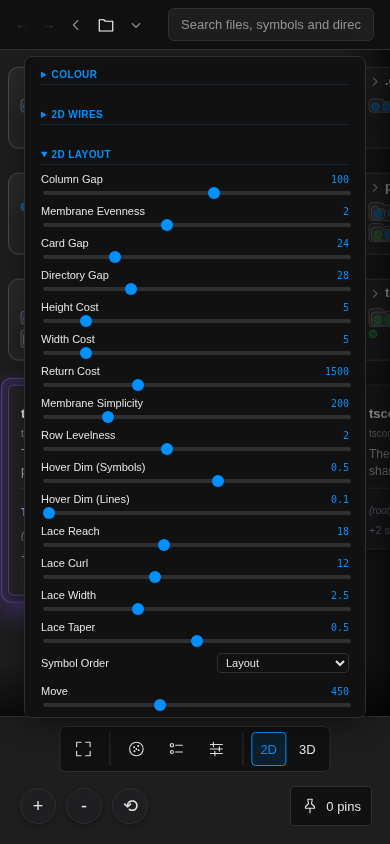 Search files, symbols and direc
COLOUR
2D WIRES
2D LAYOUT
Column Gap 100
Membrane Evenness 2
Card Gap 24
Directory Gap 28
Height Cost 5
Width Cost 5
Return Cost 1500
Membrane Simplicity 200
Row Levelness 2
Hover Dim (Symbols) 0.5
Hover Dim (Lines) 0.1
Lace Reach 18
Lace Curl 12
Lace Width 2.5
Lace Taper 0.5
Symbol Order Layout
Move 450
tsco
tscor
The
shar
(root
+2 s
2D 3D
+ - 0 pins